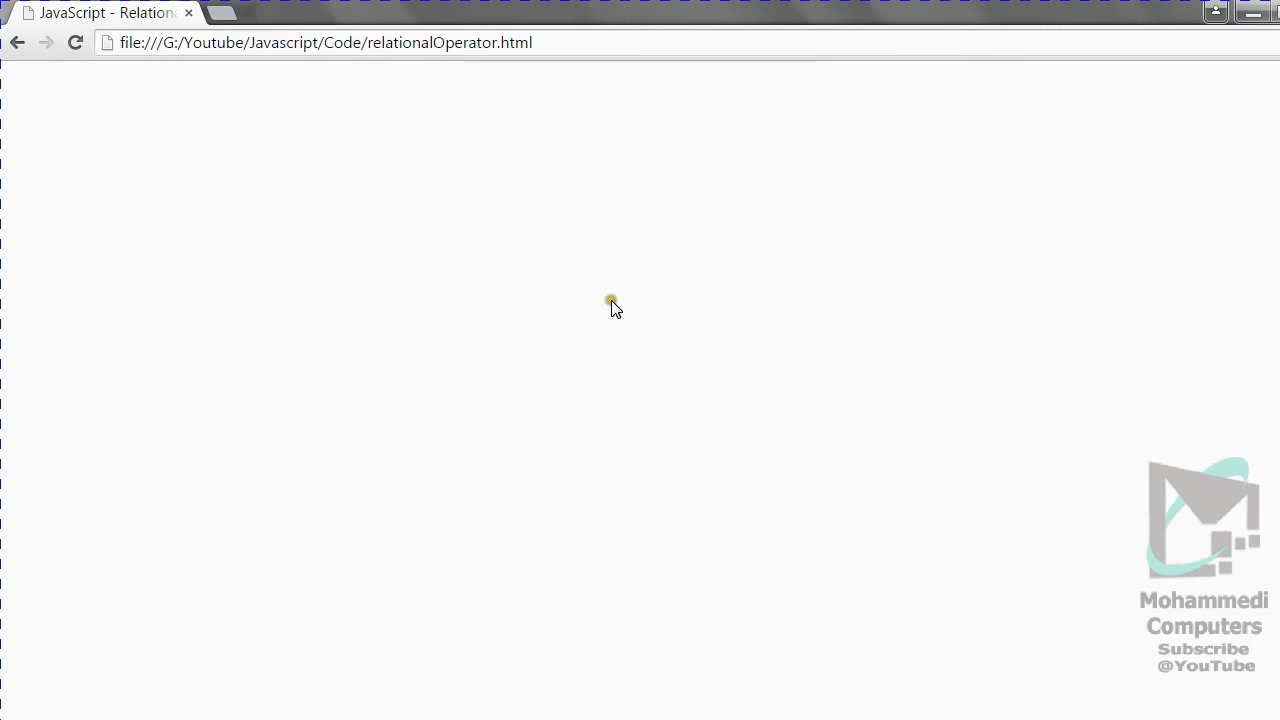 JavaScript - Relation
file:///G:/Youtube/Javascript/Code/relationalOperator.html
Mohammedi
Computers
Subscribe
@YouTube